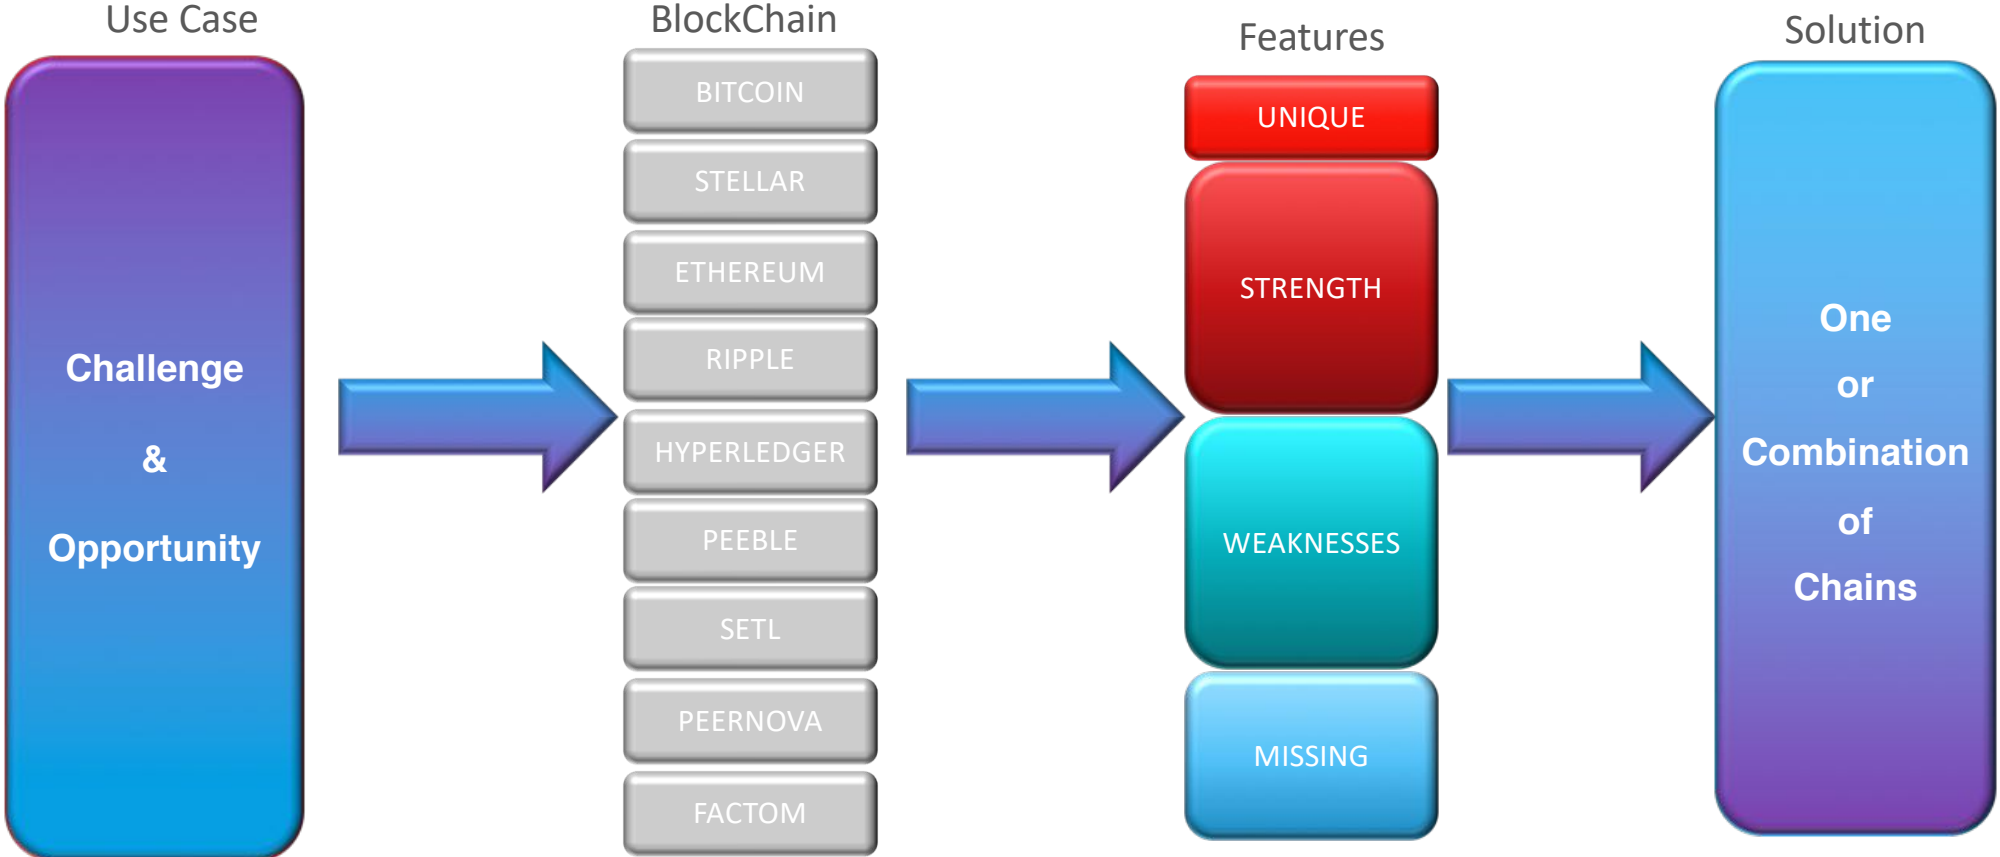 Use Case
Challenge
&
Opportunity
BlockChain
BITCOIN
STELLAR
ETHEREUM
RIPPLE
HYPERLEDGER
PEEBLE
SETL
PEERNOVA
FACTOM
Features
UNIQUE
STRENGTH
WEAKNESSES
MISSING
Solution
One
or
Combination
of
Chains